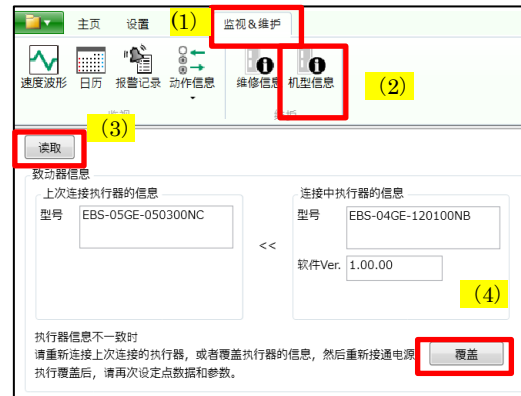 主页 设置 (1) 监视&维护
速度波形 日历 报警记录 动作信息 维修信息 机型信息 (2)
(3)
读取
致动器信息
上次连接执行器的信息 连接中执行器的信息
型号 EBS-05GE-050300NC << 型号 EBS-04GE-120100NB
软件Ver. 1.00.00
(4)
执行器信息不一致时
请重新连接上次连接的执行器，或者覆盖执行器的信息，然后重新接通电源 覆盖
执行覆盖后，请再次设定点数据和参数。